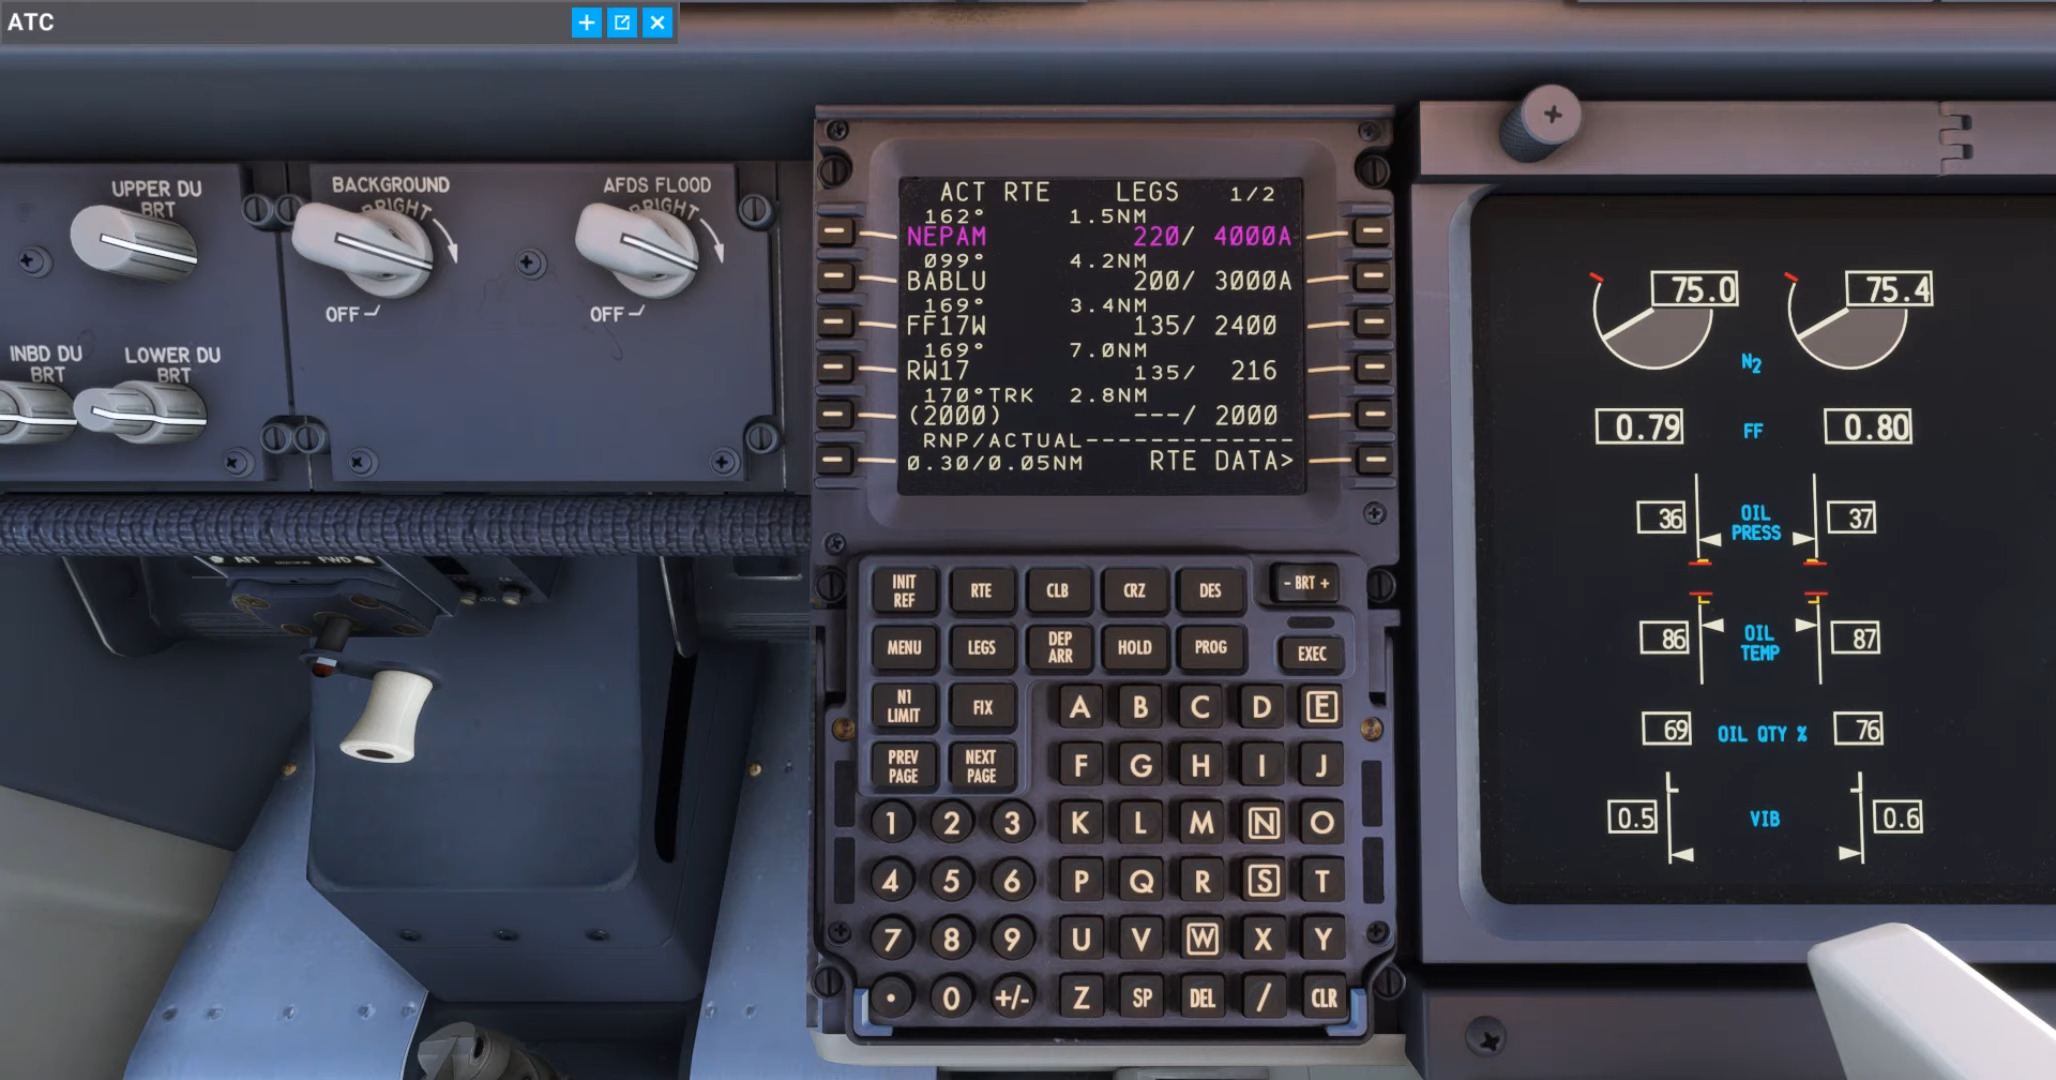 ATC
UPPER DU
BRT
BACKGROUND
BRIGHT
OFF
AFDS FLOOD
BRIGHT
OFF
INBD DU
BRT
LOWER DU
BRT
AFT FWD
ACT RTE LEGS 1/2
162° 1.5NM
NEPAM 220/ 4000A
099° 4.2NM
BABLU 200/ 3000A
169° 3.4NM
FF17W 135/ 2400
169° 7.0NM
RW17 135/ 216
170°TRK 2.8NM
(2000) ---/ 2000
RNP/ACTUAL-------------
0.30/0.05NM RTE DATA>
INIT REF
RTE
CLB
CRZ
DES
- BRT +
MENU
LEGS
DEP ARR
HOLD
PROG
EXEC
N1 LIMIT
FIX
PREV PAGE
NEXT PAGE
A B C D E
F G H I J
1 2 3 K L M N O
4 5 6 P Q R S T
7 8 9 U V W X Y
. 0 +/- Z SP DEL / CLR
75.0 75.4
N2
0.79 FF 0.80
36 OIL PRESS 37
86 OIL TEMP 87
69 OIL QTY % 76
0.5 VIB 0.6